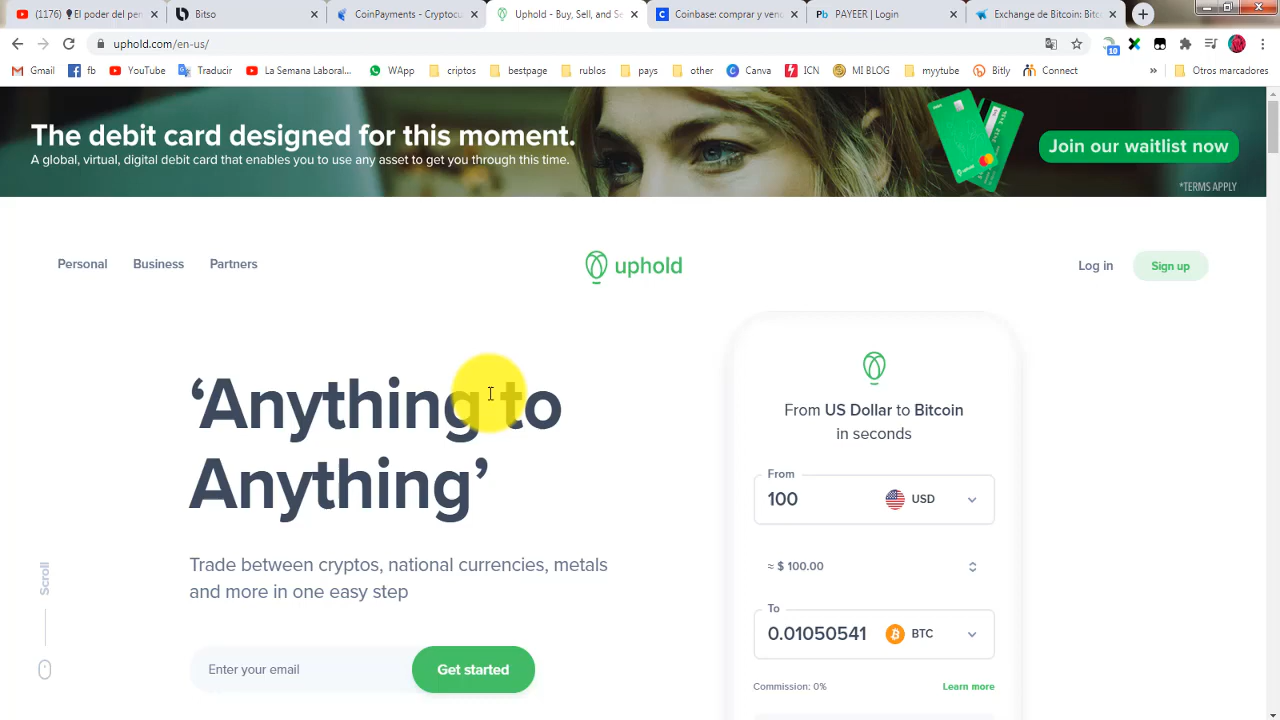 (1176) El poder del pen
Bitso
CoinPayments - Cryptocu
Uphold - Buy, Sell, and Se
Coinbase comprar y vend
PAYEER | Login
Exchange de Bitcoin: Bitc
uphold.com/en-us/
10
Gmail
fb
YouTube
Traducir
La Semana Laboral...
WApp
criptos
bestpage
rublos
pays
other
Canva
ICN
MI BLOG
myytube
Bitly
Connect
»
Otros marcadores
The debit card designed for this moment.
A global, virtual, digital debit card that enables you to use any asset to get you through this time.
Join our waitlist now
*TERMS APPLY
Personal
Business
Partners
uphold
Log in
Sign up
‘Anything to
Anything’
Trade between cryptos, national currencies, metals
and more in one easy step
Enter your email
Get started
Scroll
From US Dollar to Bitcoin
in seconds
From
100
USD
≈ $ 100.00
To
0.01050541
BTC
Commission: 0%
Learn more